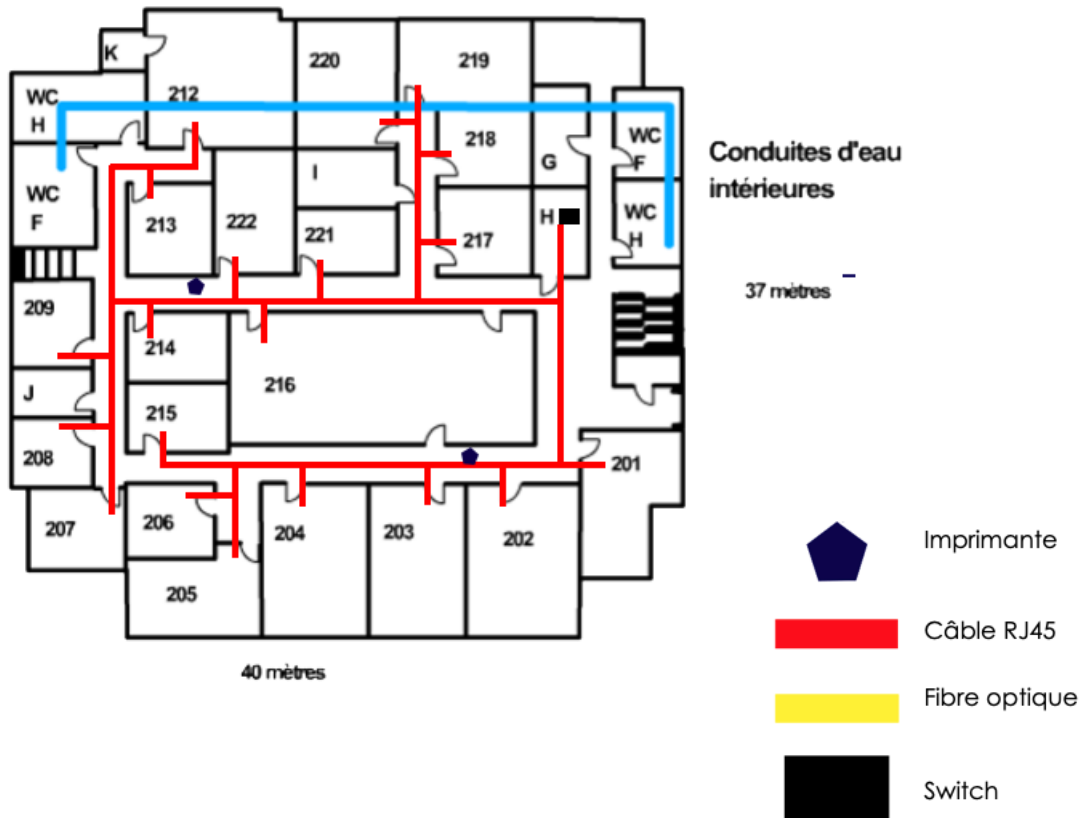 K
220
219
WC
H
212
218
WC
F
G
Conduites d'eau
intérieures
I
WC
F
213
222
221
217
H
WC
H
37 mètres
209
214
216
J
215
208
201
207
206
204
203
202
205
Imprimante
40 mètres
Câble RJ45
Fibre optique
Switch